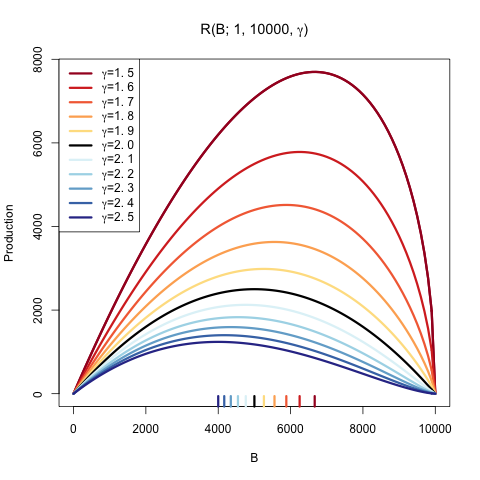 R(B; 1, 10000, γ)
8000
6000
4000
2000
0
Production
γ=1. 5
γ=1. 6
γ=1. 7
γ=1. 8
γ=1. 9
γ=2. 0
γ=2. 1
γ=2. 2
γ=2. 3
γ=2. 4
γ=2. 5
0 2000 4000 6000 8000 10000
B